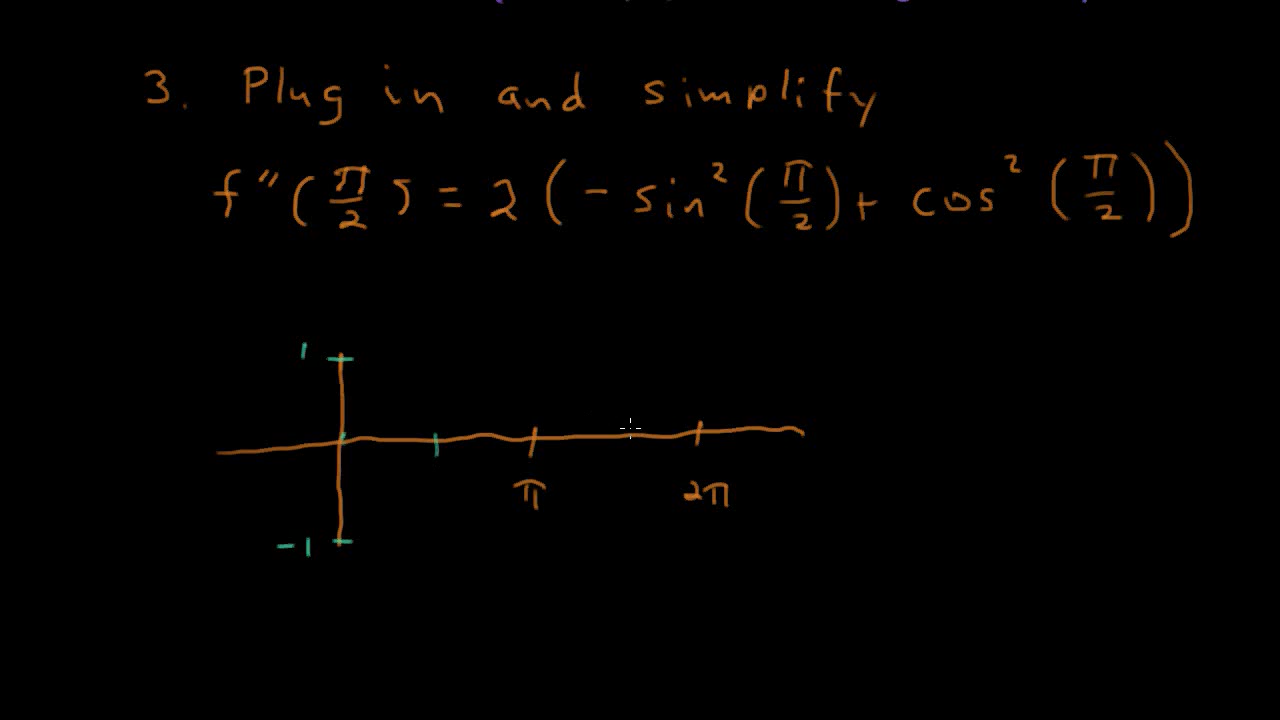 3. Plug in and simplify
f''(π/2) = 2(- sin²(π/2) + cos²(π/2))
1
π 2π
-1